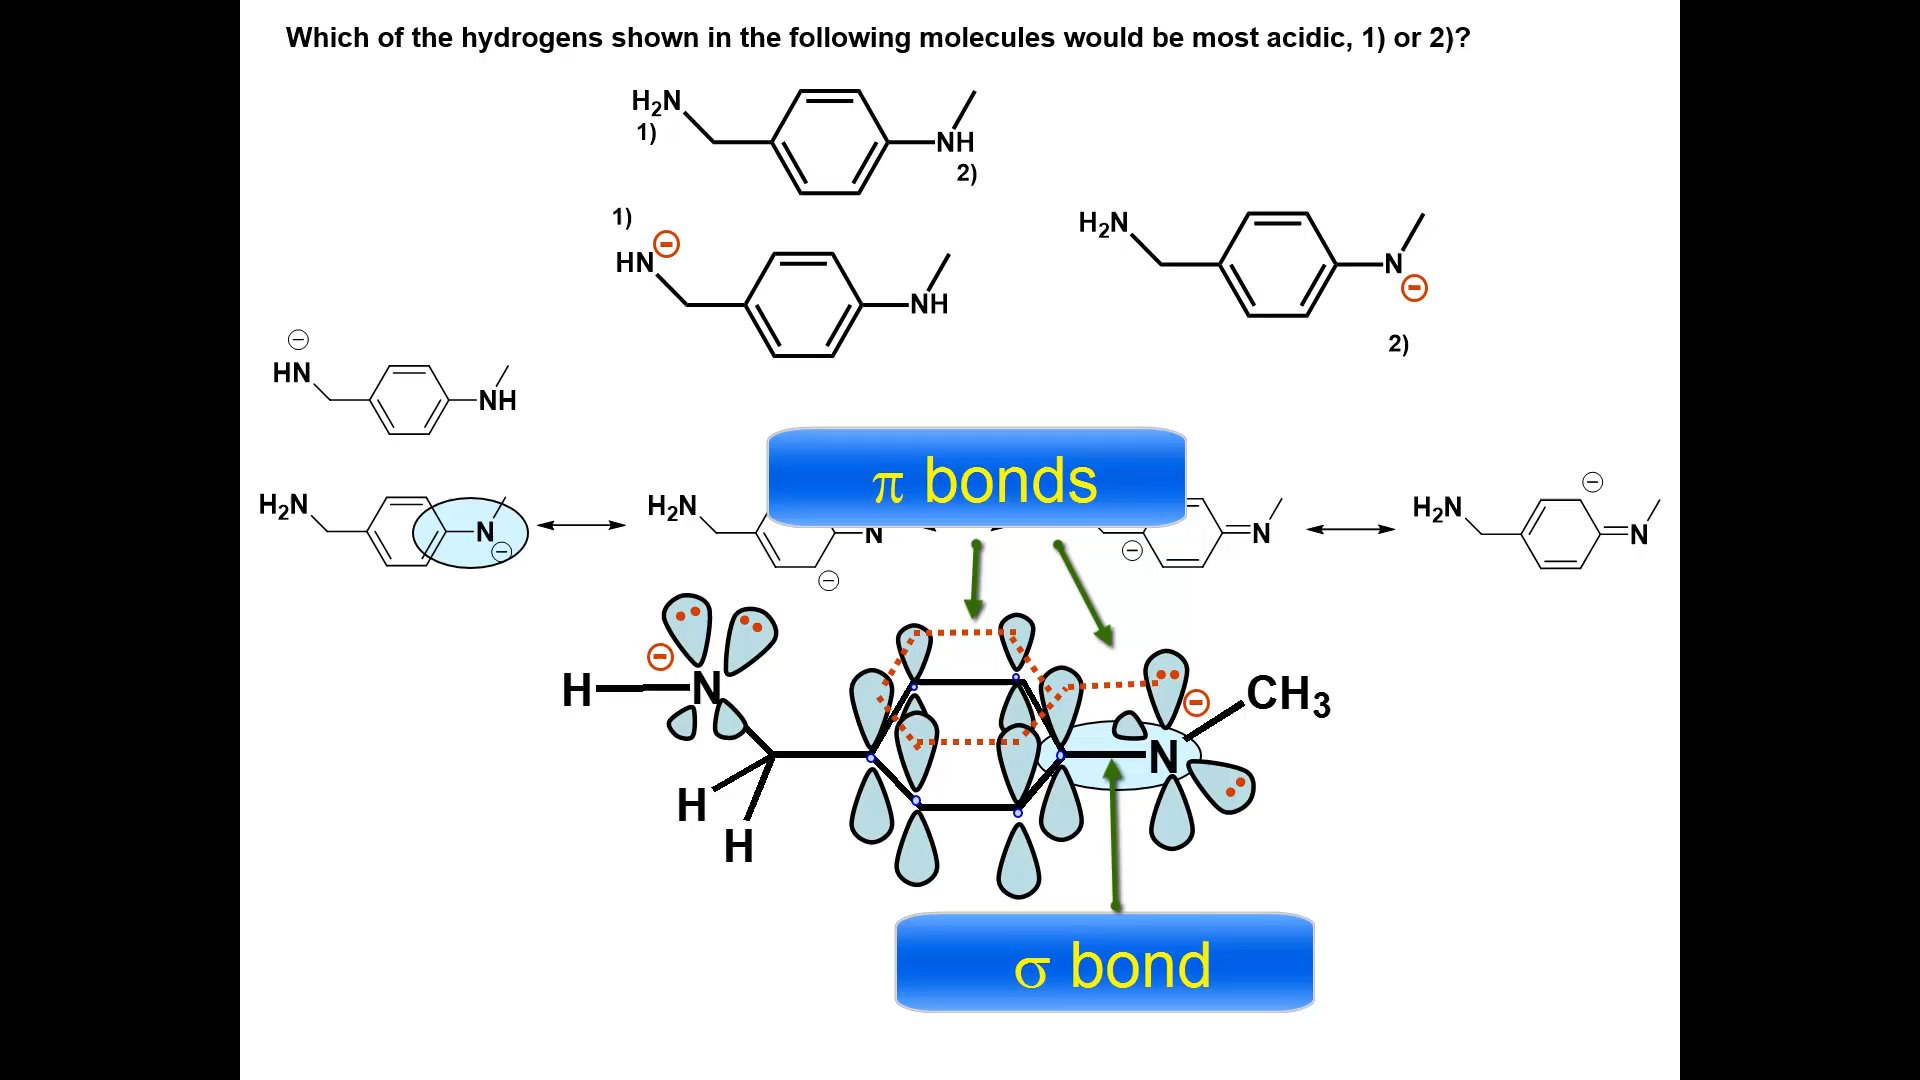 Which of the hydrogens shown in the following molecules would be most acidic, 1) or 2)?
H₂N
1)
NH
2)
1)
HN
NH
H₂N
N
2)
HN
NH
π bonds
H₂N
N
H₂N
N
N
H₂N
N
H
N
CH₃
N
H
H
σ bond